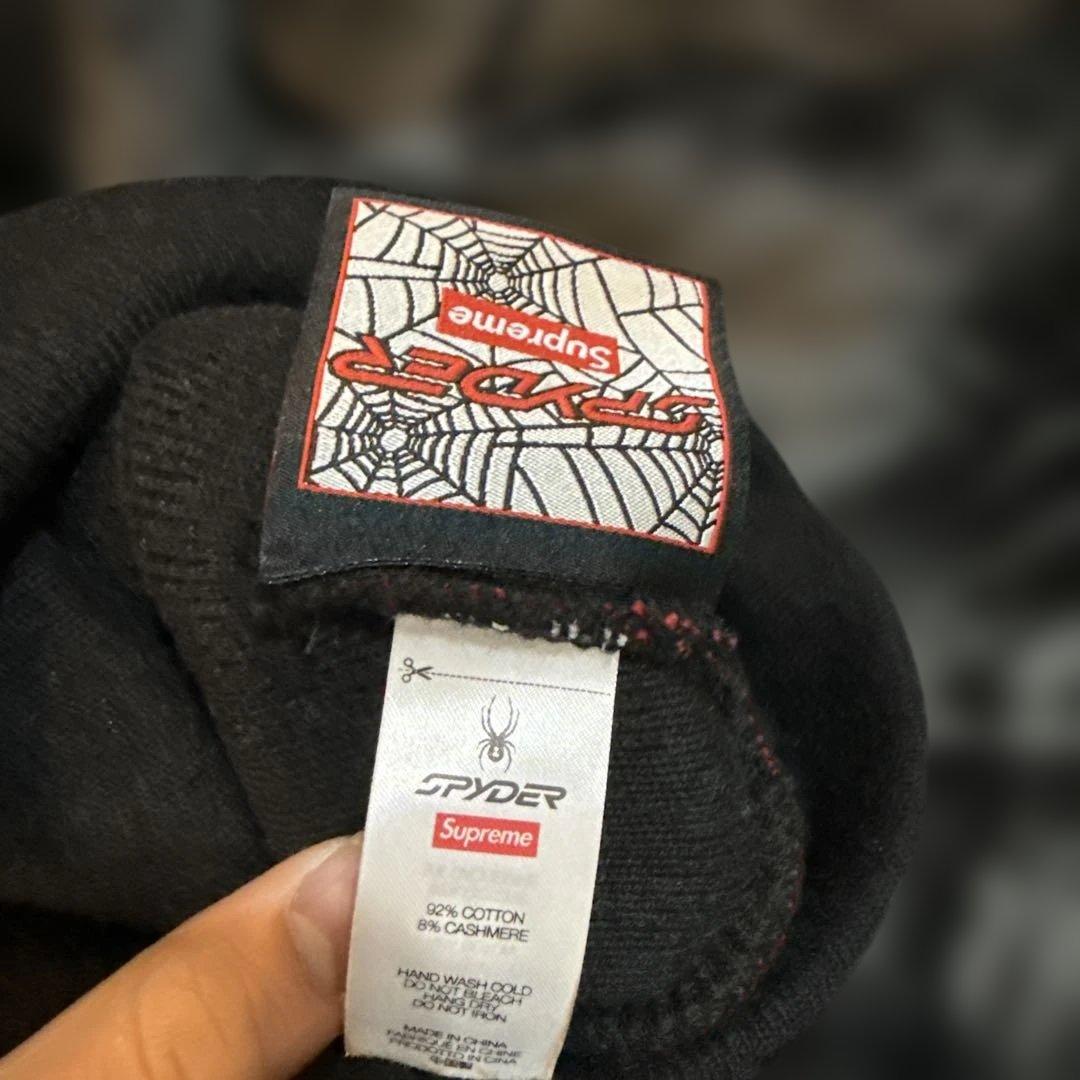 Supreme
SPYDER
SPYDER
Supreme
92% COTTON
8% CASHMERE
HAND WASH COLD
DO NOT BLEACH
HANG DRY
DO NOT IRON
MADE IN CHINA
FABRIQUÉ EN CHINE
PRODOTTO IN CINA